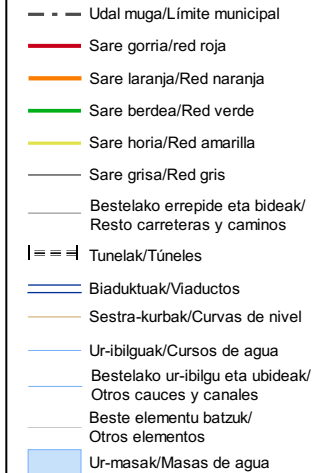 Udal muga/Límite municipal
Sare gorria/red roja
Sare laranja/Red naranja
Sare berdea/Red verde
Sare horia/Red amarilla
Sare grisa/Red gris
Bestelako errepide eta bideak/
Resto carreteras y caminos
Tunelak/Túneles
Biaduktuak/Viaductos
Sestra-kurbak/Curvas de nivel
Ur-ibilguak/Cursos de agua
Bestelako ur-ibilgu eta ubideak/
Otros cauces y canales
Beste elementu batzuk/
Otros elementos
Ur-masak/Masas de agua